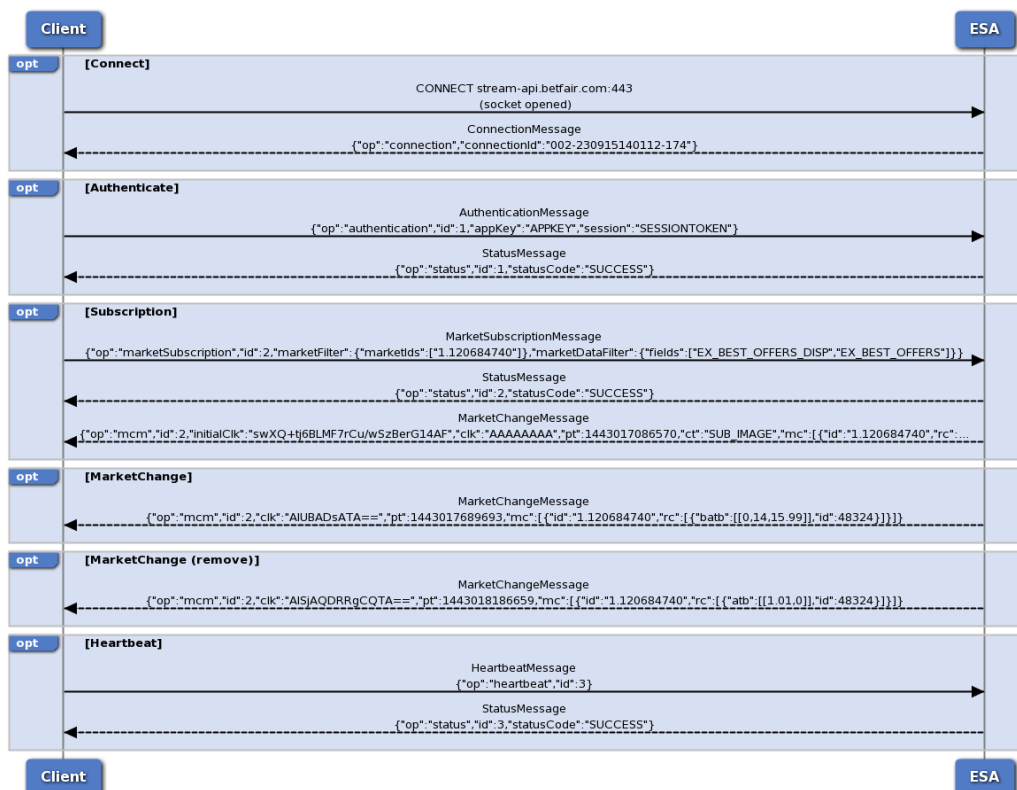 Client ESA
opt [Connect]
CONNECT stream-api.betfair.com:443
(socket opened)
ConnectionMessage
{"op":"connection","connectionId":"002-230915140112-174"}
opt [Authenticate]
AuthenticationMessage
{"op":"authentication","id":1,"appKey":"APPKEY","session":"SESSIONTOKEN"}
StatusMessage
{"op":"status","id":1,"statusCode":"SUCCESS"}
opt [Subscription]
MarketSubscriptionMessage
{"op":"marketSubscription","id":2,"marketFilter":{"marketIds":["1.120684740"]},"marketDataFilter":{"fields":["EX_BEST_OFFERS_DISP","EX_BEST_OFFERS"]}}
StatusMessage
{"op":"status","id":2,"statusCode":"SUCCESS"}
MarketChangeMessage
{"op":"mcm","id":2,"initialClk":"swXQ+tj6BLMF7rCu/wSzBerG14AF","clk":"AAAAAAAA","pt":1443017086570,"ct":"SUB_IMAGE","mc":[{"id":"1.120684740","rc":...
opt [MarketChange]
MarketChangeMessage
{"op":"mcm","id":2,"clk":"AIUBADsATA==","pt":1443017689693,"mc":[{"id":"1.120684740","rc":[{"batb":[[0,14,15.99]],"id":48324}]}]}
opt [MarketChange (remove)]
MarketChangeMessage
{"op":"mcm","id":2,"clk":"AISjAQDRRgCQTA==","pt":1443018186659,"mc":[{"id":"1.120684740","rc":[{"atb":[[1.01,0]],"id":48324}]}]}
opt [Heartbeat]
HeartbeatMessage
{"op":"heartbeat","id":3}
StatusMessage
{"op":"status","id":3,"statusCode":"SUCCESS"}
Client ESA